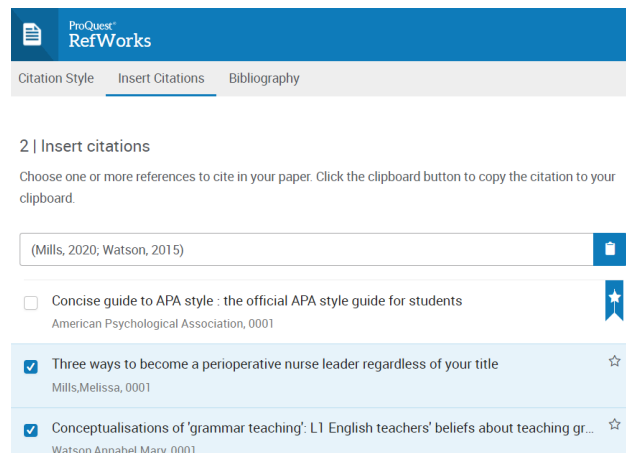 ProQuest®
RefWorks
Citation Style Insert Citations Bibliography
2 | Insert citations
Choose one or more references to cite in your paper. Click the clipboard button to copy the citation to your
clipboard.
(Mills, 2020; Watson, 2015)
Concise guide to APA style : the official APA style guide for students
American Psychological Association, 0001
Three ways to become a perioperative nurse leader regardless of your title
Mills,Melissa, 0001
Conceptualisations of 'grammar teaching': L1 English teachers' beliefs about teaching gr...
Watson,Annabel Mary, 0001